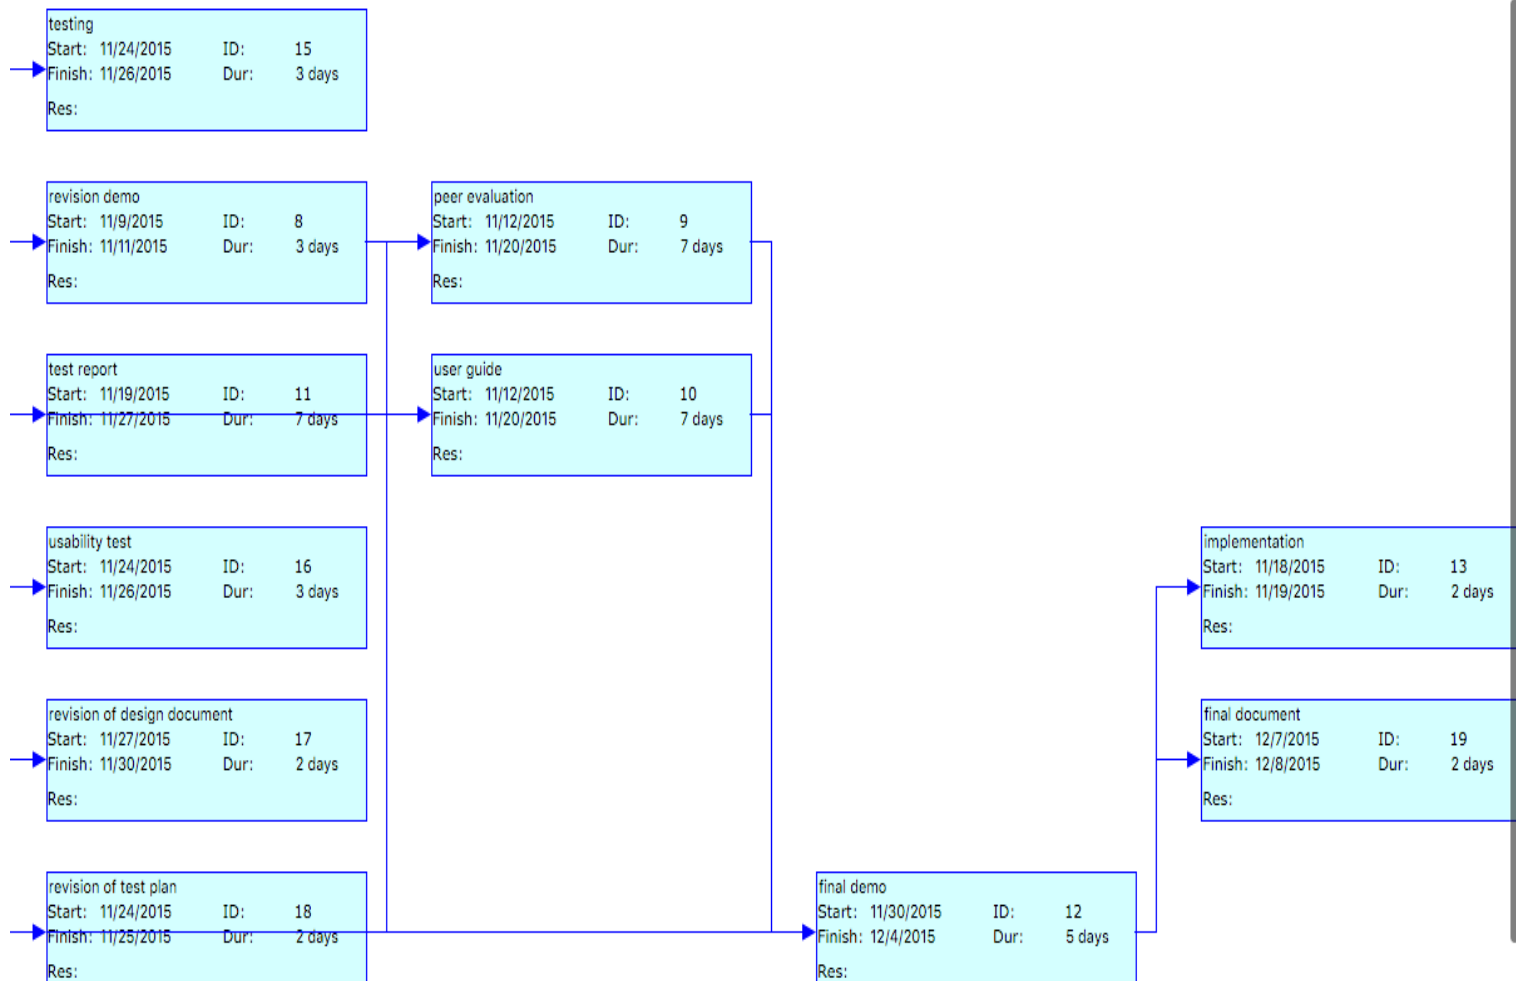 testing
Start: 11/24/2015 ID: 15
Finish: 11/26/2015 Dur: 3 days
Res:
revision demo
Start: 11/9/2015 ID: 8
Finish: 11/11/2015 Dur: 3 days
Res:
peer evaluation
Start: 11/12/2015 ID: 9
Finish: 11/20/2015 Dur: 7 days
Res:
test report
Start: 11/19/2015 ID: 11
Finish: 11/27/2015 Dur: 7 days
Res:
user guide
Start: 11/12/2015 ID: 10
Finish: 11/20/2015 Dur: 7 days
Res:
usability test
Start: 11/24/2015 ID: 16
Finish: 11/26/2015 Dur: 3 days
Res:
implementation
Start: 11/18/2015 ID: 13
Finish: 11/19/2015 Dur: 2 days
Res:
revision of design document
Start: 11/27/2015 ID: 17
Finish: 11/30/2015 Dur: 2 days
Res:
final document
Start: 12/7/2015 ID: 19
Finish: 12/8/2015 Dur: 2 days
Res:
revision of test plan
Start: 11/24/2015 ID: 18
Finish: 11/25/2015 Dur: 2 days
Res:
final demo
Start: 11/30/2015 ID: 12
Finish: 12/4/2015 Dur: 5 days
Res: